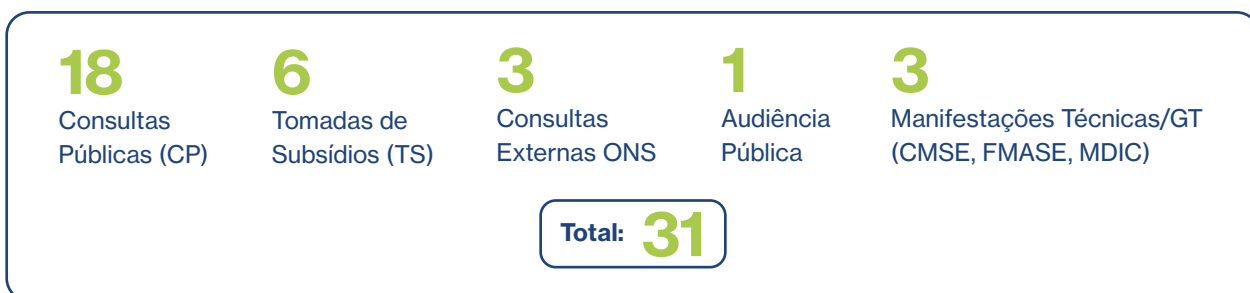 18
Consultas
Públicas (CP)
6
Tomadas de
Subsídios (TS)
3
Consultas
Externas ONS
1
Audiência
Pública
3
Manifestações Técnicas/GT
(CMSE, FMASE, MDIC)
Total: 31